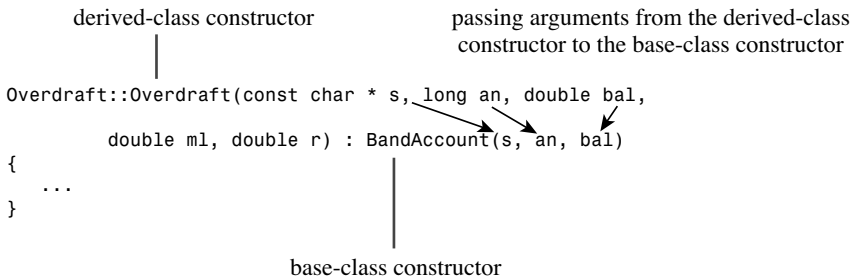 derived-class constructor
passing arguments from the derived-class
constructor to the base-class constructor
Overdraft::Overdraft(const char * s, long an, double bal,
double ml, double r) : BandAccount(s, an, bal)
{
...
}
base-class constructor